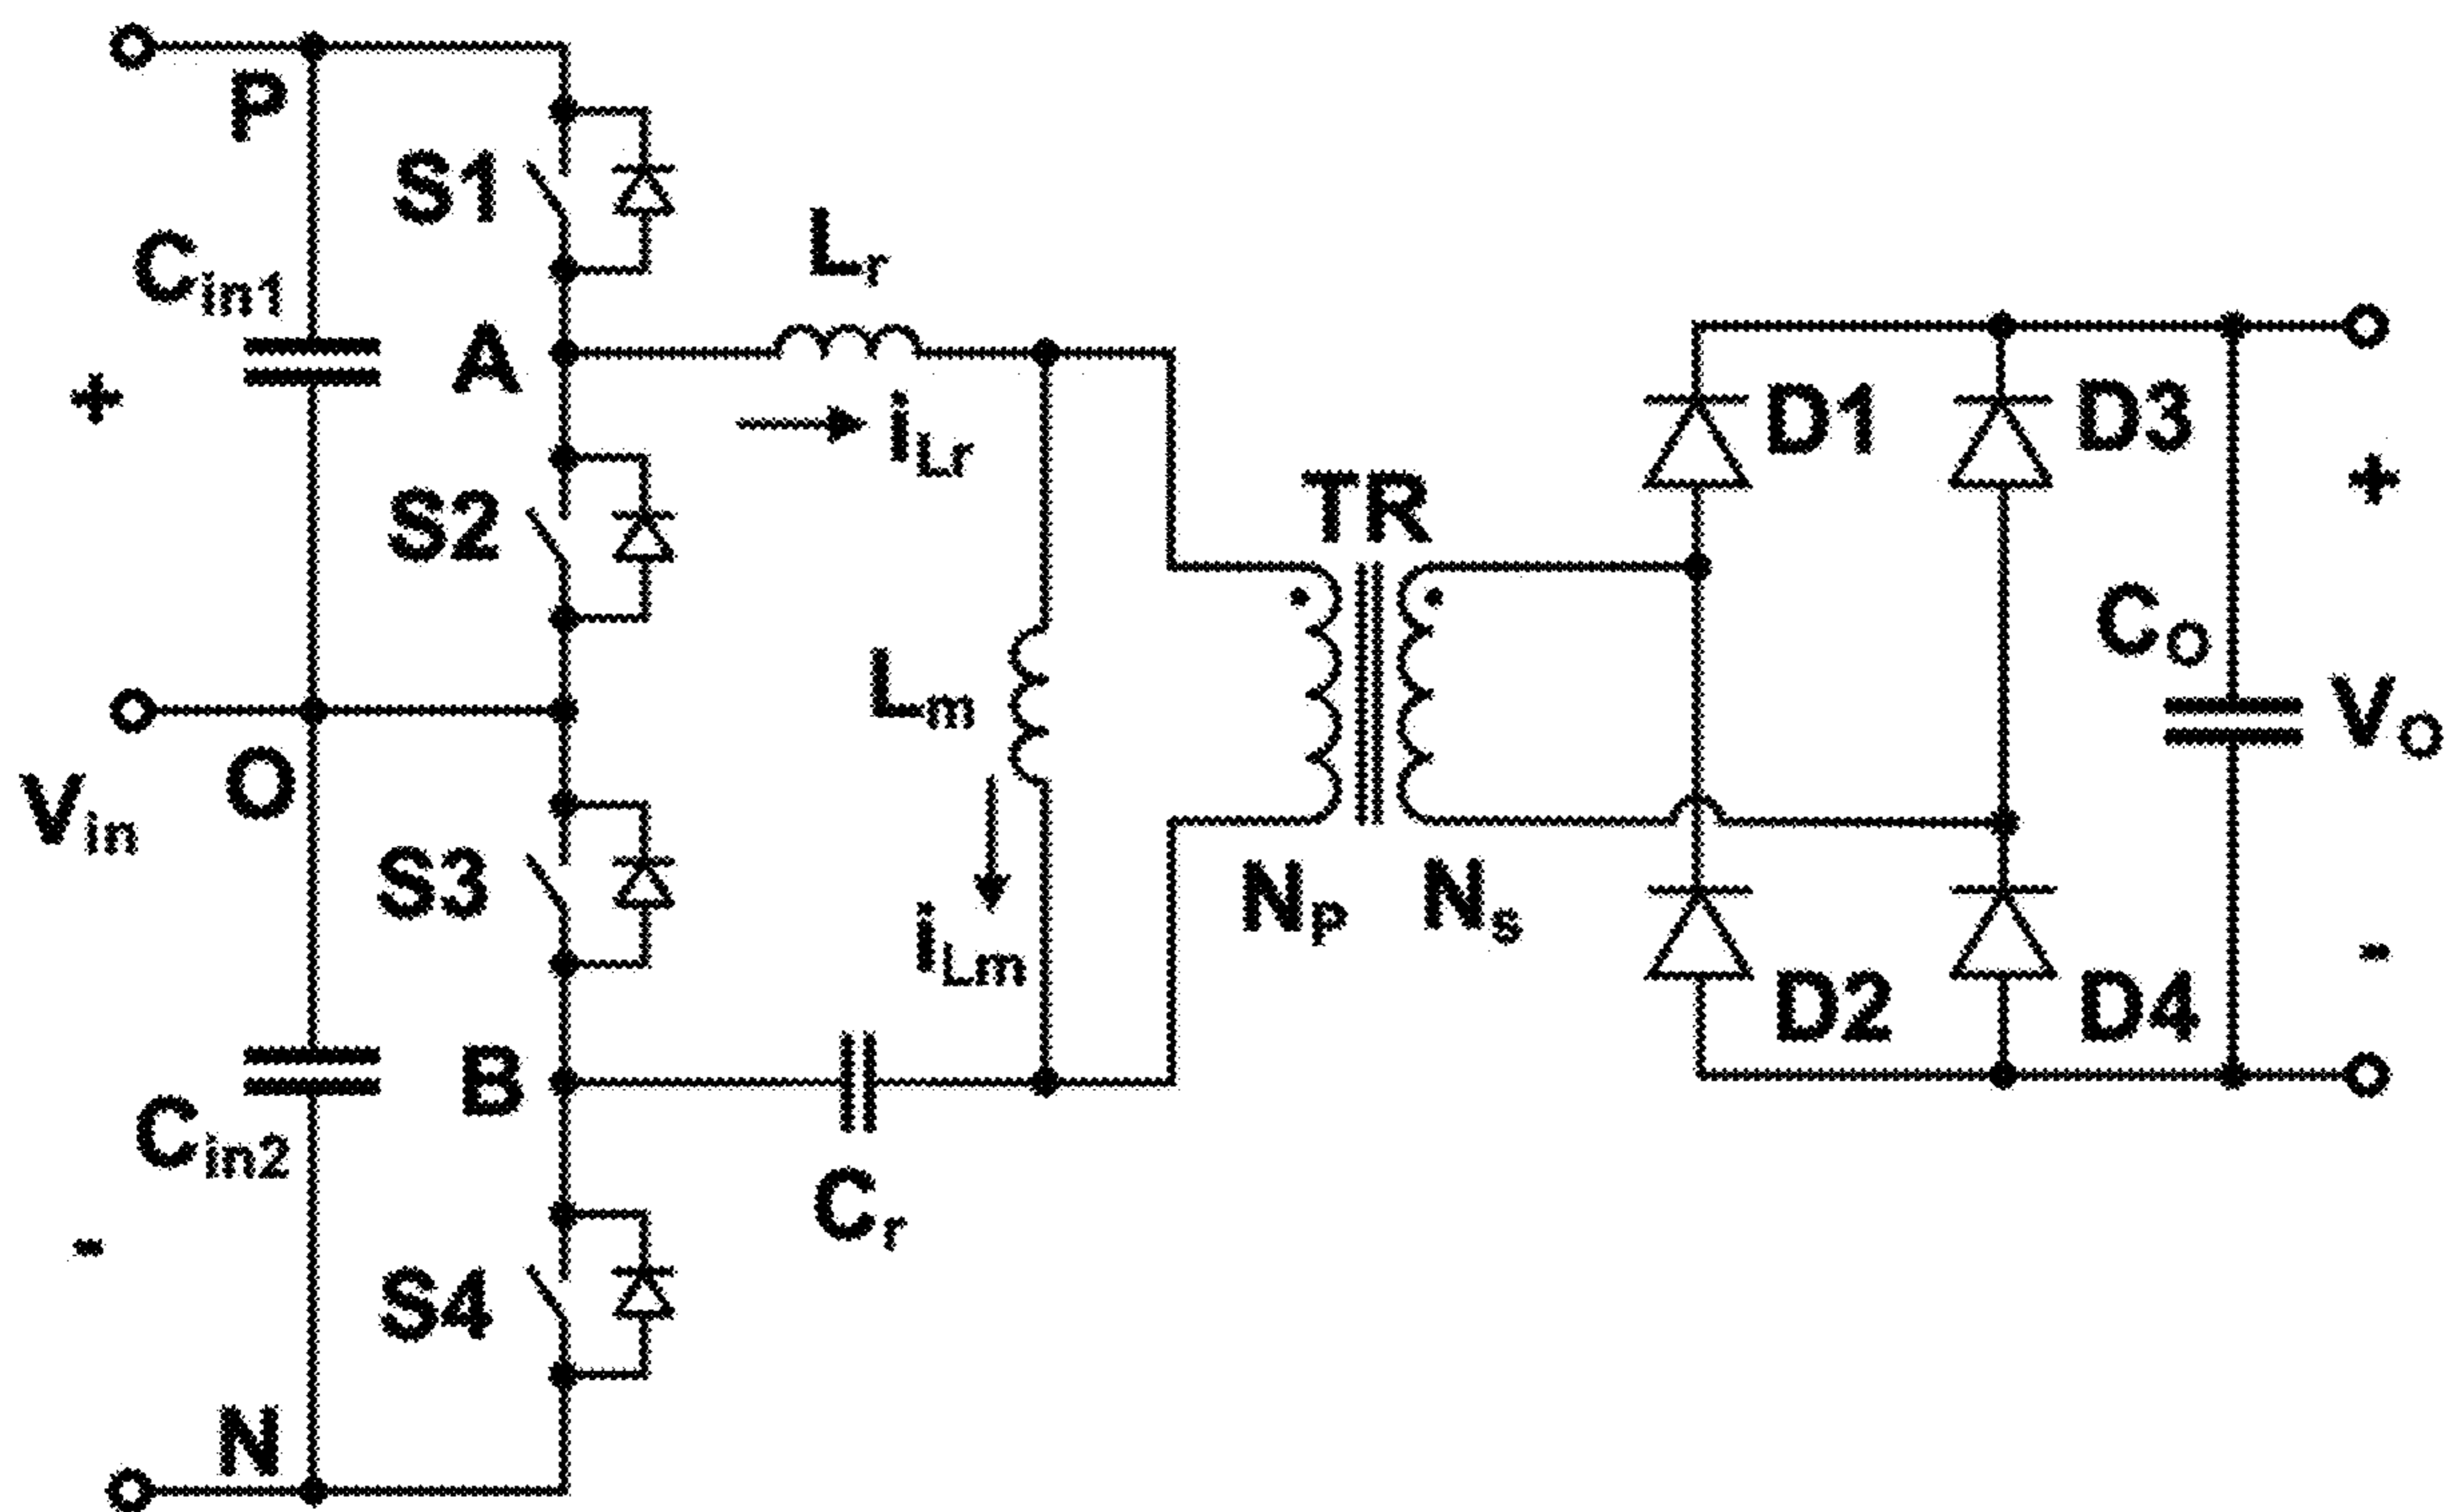 P
S1
Cin1
Lr
A
+
iLr
D1
D3
S2
TR
+
Co
Lm
Vo
O
Vin
S3
Np
Ns
iLm
-
D2
D4
B
Cin2
Cr
-
S4
N